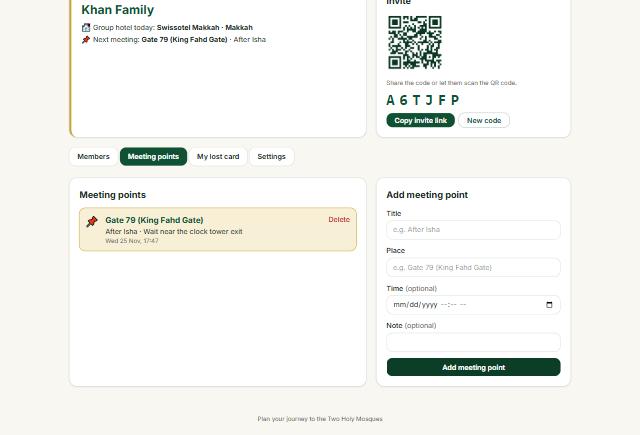 Khan Family
Group hotel today: Swissotel Makkah · Makkah
Next meeting: Gate 79 (King Fahd Gate) · After Isha
Invite
Share the code or let them scan the QR code.
A6TJFP
Copy invite link
New code
Members
Meeting points
My lost card
Settings
Meeting points
Gate 79 (King Fahd Gate)
Delete
After Isha · Wait near the clock tower exit
Wed 25 Nov, 17:47
Add meeting point
Title
e.g. After Isha
Place
e.g. Gate 79 (King Fahd Gate)
Time (optional)
mm/dd/yyyy --:-- --
Note (optional)
Add meeting point
Plan your journey to the Two Holy Mosques